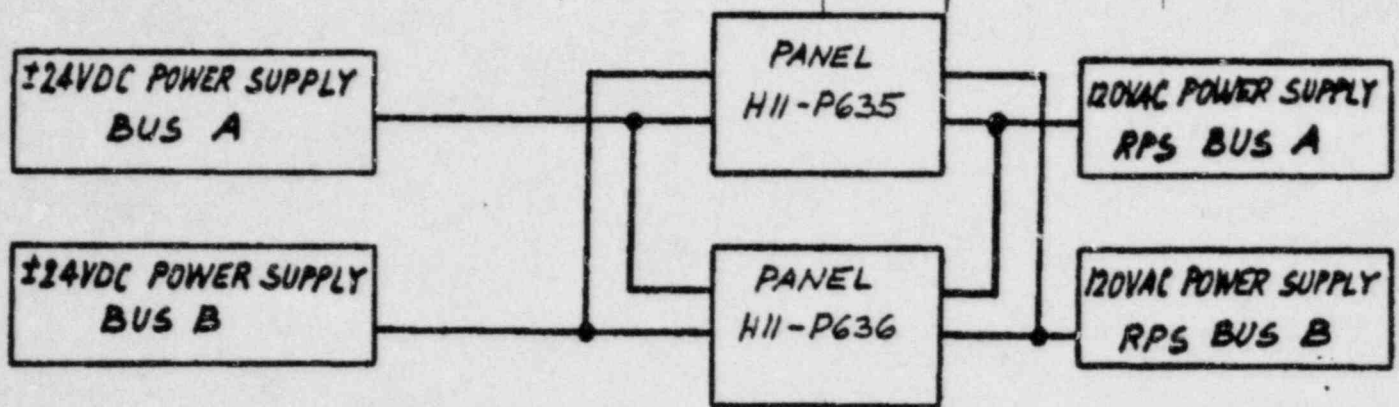 ±24VDC POWER SUPPLY
BUS A
PANEL
H11-P635
120VAC POWER SUPPLY
RPS BUS A
±24VDC POWER SUPPLY
BUS B
PANEL
H11-P636
120VAC POWER SUPPLY
RPS BUS B